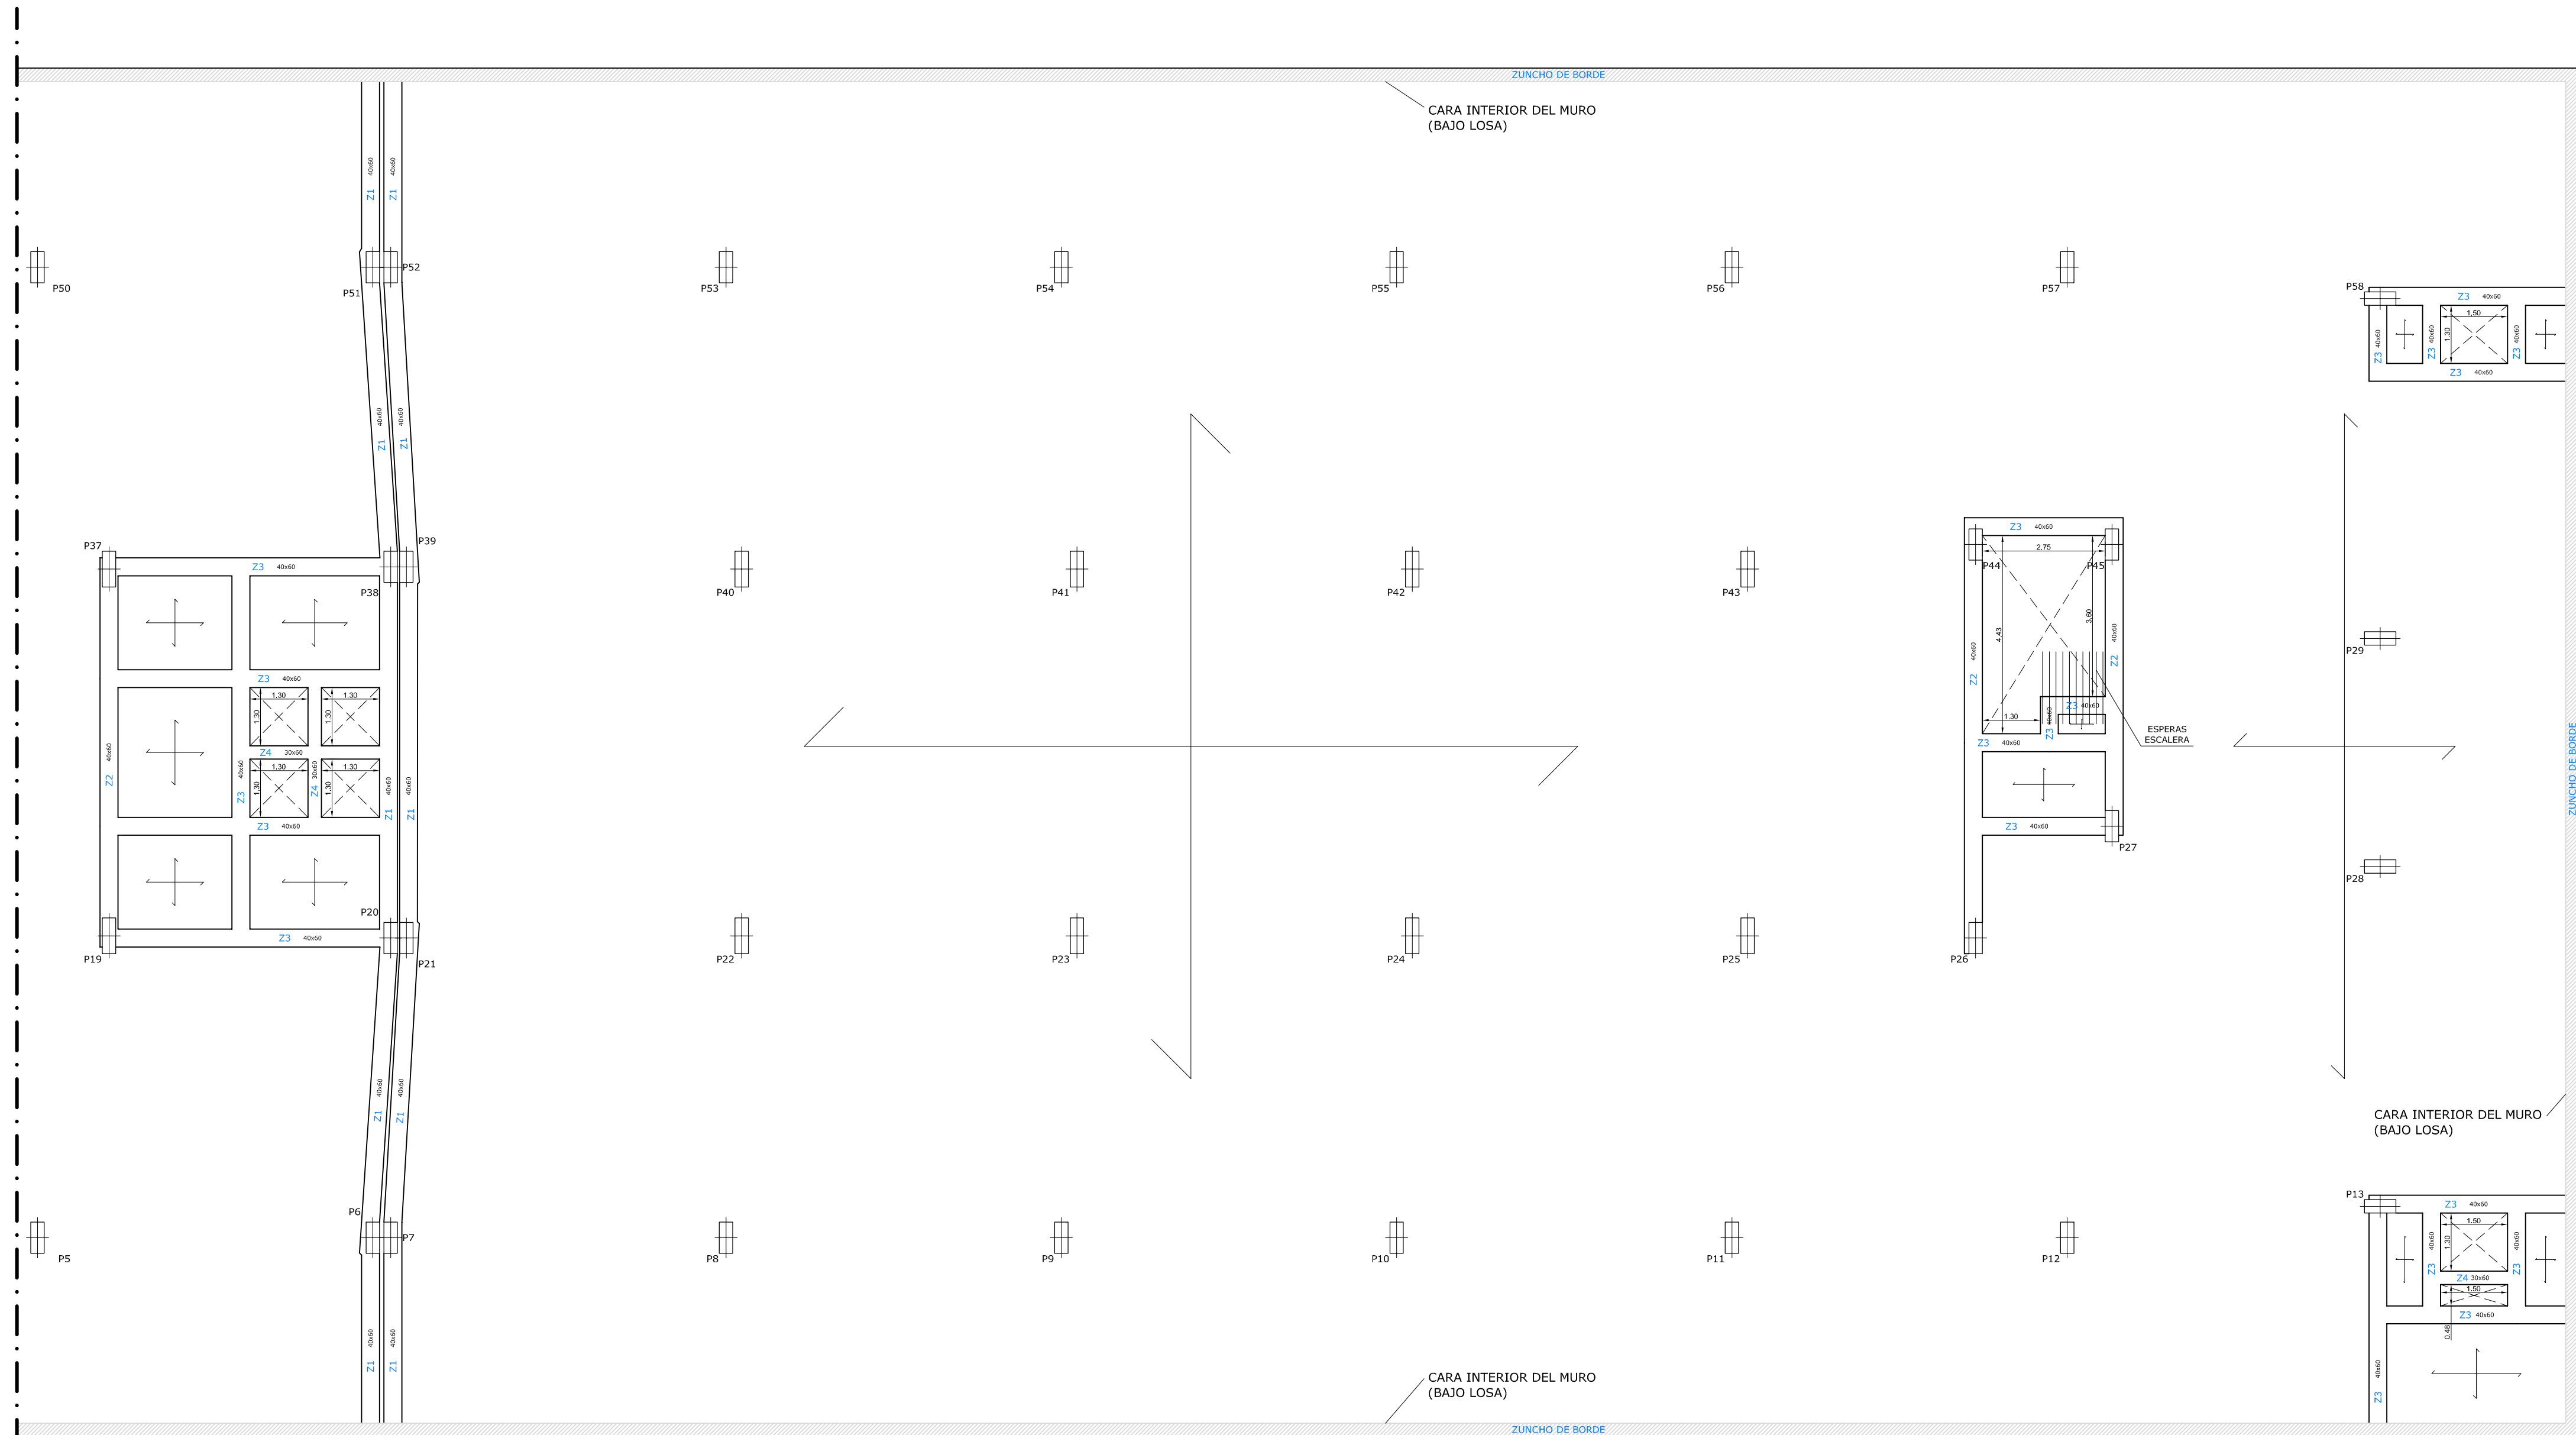 ZUNCHO DE BORDE
CARA INTERIOR DEL MURO
(BAJO LOSA)
40x60
40x60
Z1
Z1
P50
P51
P52
P53
P54
P55
P56
P57
P58
Z3 40x60
1,50
1.30
40x60
Z3
40x60
Z3
40x60
Z3
Z3 40x60
40x60
Z1
40x60
Z1
P37
Z3 40x60
P38
P39
P40
P41
P42
P43
Z3 40x60
2.75
P44
P45
4.43
3.60
40x60
Z2
40x60
Z2
1.30
Z3 40x60
40x60
Z3
Z3 40x60
ESPERAS
ESCALERA
P29
Z3 40x60
1.30
1.30
1.30
1.30
Z4 30x60
1.30
1.30
1.30
1.30
40x60
Z2
40x60
Z3
30x60
Z4
40x60
Z1
40x60
Z1
Z3 40x60
Z3 40x60
P27
P28
ZUNCHO DE BORDE
P20
Z3 40x60
P19
P21
P22
P23
P24
P25
P26
40x60
Z1
40x60
Z1
CARA INTERIOR DEL MURO
(BAJO LOSA)
P13
Z3 40x60
P6
P7
P5
P8
P9
P10
P11
P12
1.50
1.30
40x60
Z3
40x60
Z3
Z4 30x60
1.50
Z3 40x60
0.48
40x60
Z1
40x60
Z1
40x60
Z3
CARA INTERIOR DEL MURO
(BAJO LOSA)
ZUNCHO DE BORDE